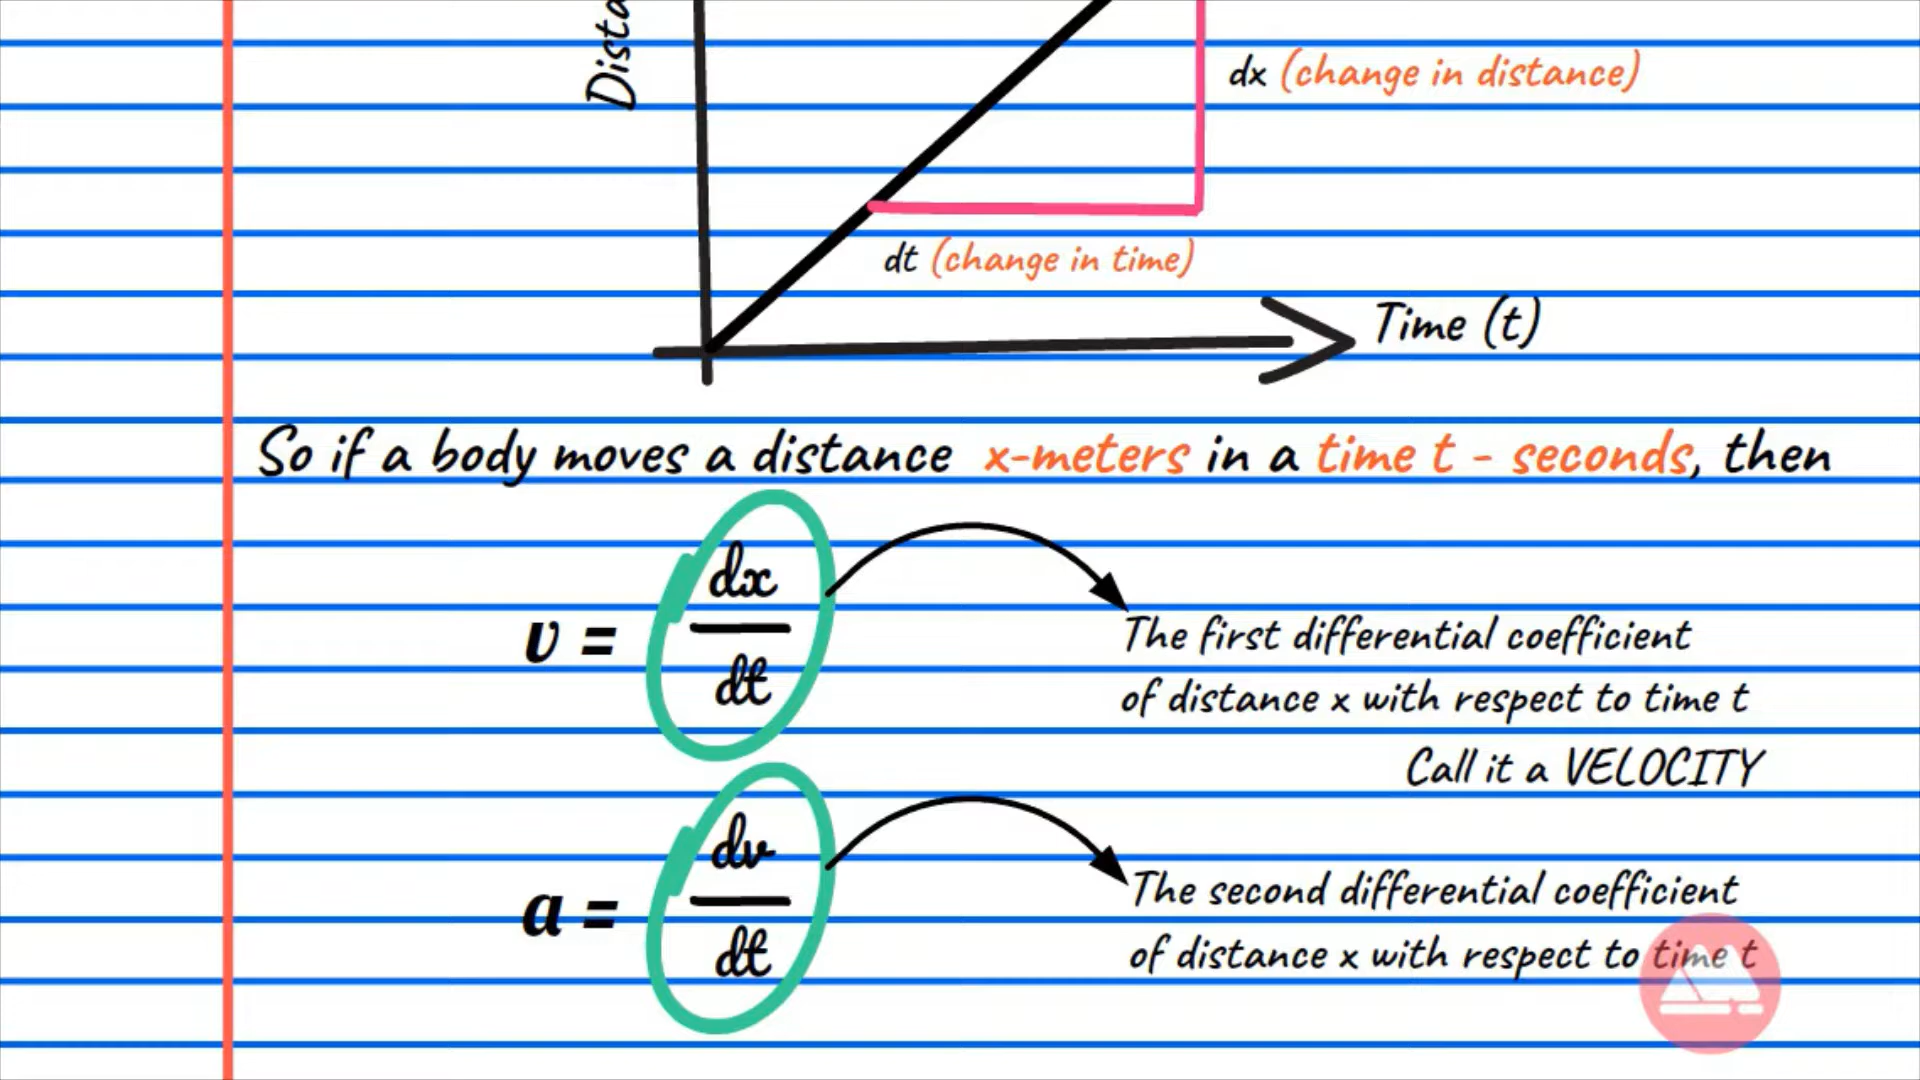 Dista
dx (change in distance)
dt (change in time)
Time (t)
So if a body moves a distance x-meters in a time t - seconds, then
v = dx/dt
The first differential coefficient
of distance x with respect to time t
Call it a VELOCITY
a = dv/dt
The second differential coefficient
of distance x with respect to time t